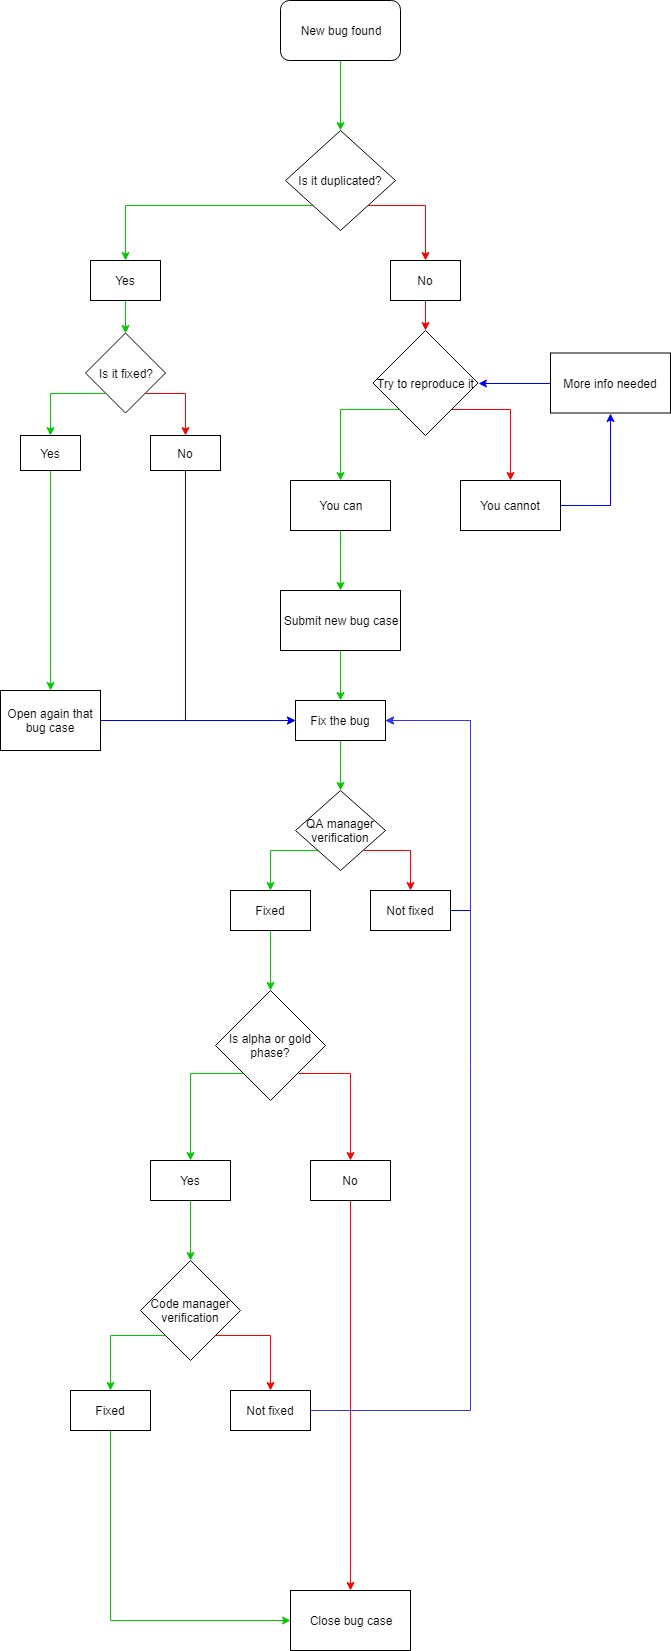 New bug found
Is it duplicated?
Yes
No
Is it fixed?
Try to reproduce it
More info needed
Yes
No
You can
You cannot
Submit new bug case
Open again that
bug case
Fix the bug
QA manager
verification
Fixed
Not fixed
Is alpha or gold
phase?
Yes
No
Code manager
verification
Fixed
Not fixed
Close bug case